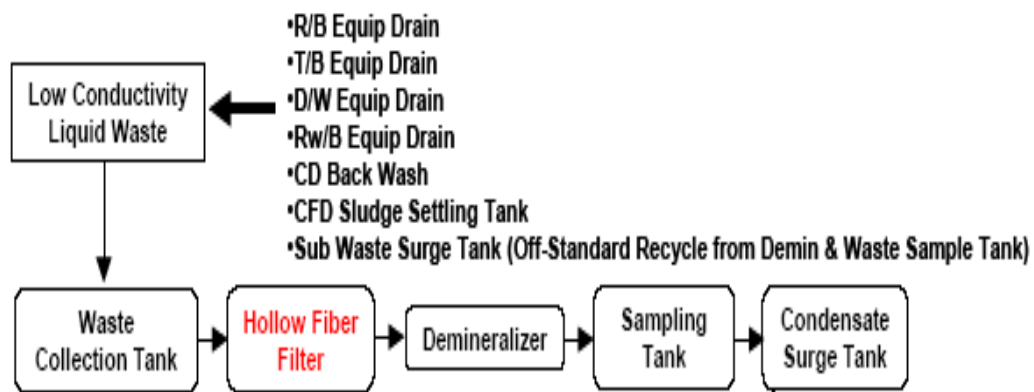 •R/B Equip Drain
•T/B Equip Drain
•D/W Equip Drain
•Rw/B Equip Drain
•CD Back Wash
•CFD Sludge Settling Tank
•Sub Waste Surge Tank (Off-Standard Recycle from Demin & Waste Sample Tank)
Low Conductivity
Liquid Waste
Waste
Collection Tank
Hollow Fiber
Filter
Demineralizer
Sampling
Tank
Condensate
Surge Tank